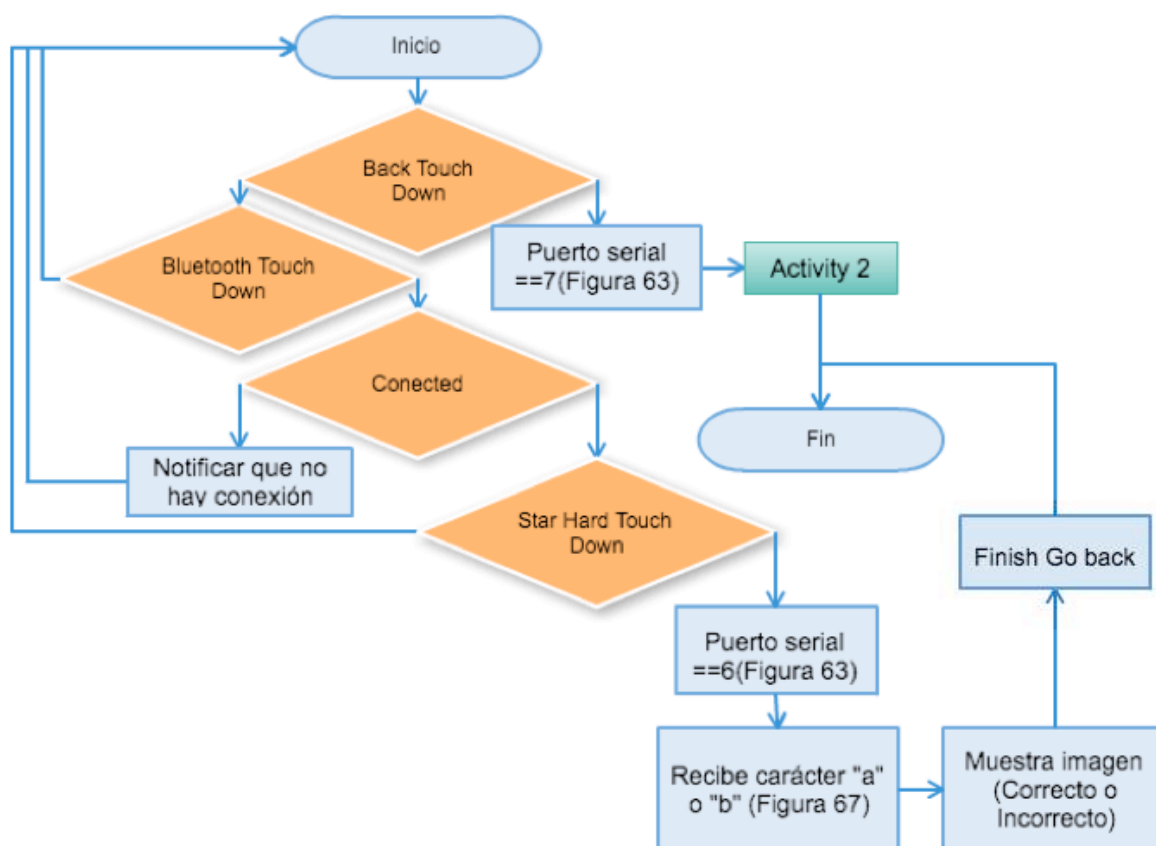 Inicio
Back Touch
Down
Bluetooth Touch
Down
Puerto serial
==7(Figura 63)
Activity 2
Conected
Fin
Notificar que no
hay conexión
Star Hard Touch
Down
Finish Go back
Puerto serial
==6(Figura 63)
Recibe carácter "a"
o "b" (Figura 67)
Muestra imagen
(Correcto o
Incorrecto)